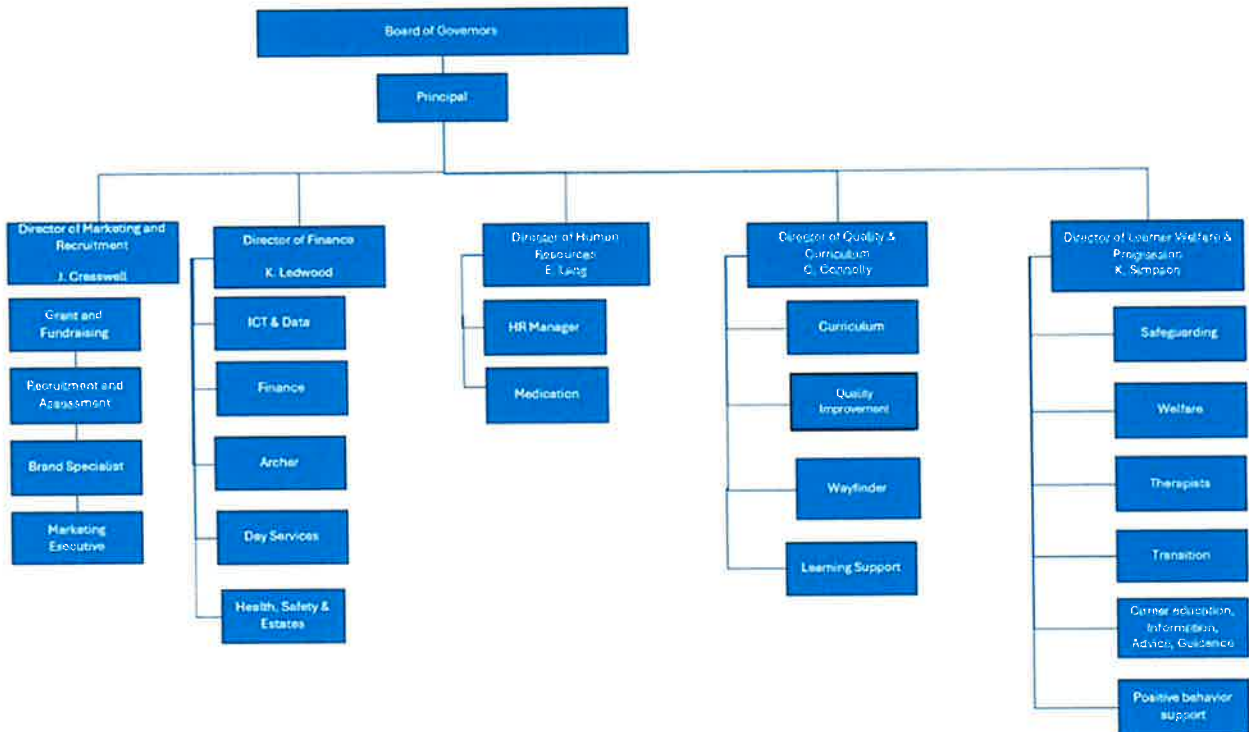 Board of Governors
Principal
Director of Marketing and
Recruitment
J. Cresswell
Grant and
Fundraising
Recruitment and
Assessment
Brand Specialist
Marketing
Executive
Director of Finance
K. Ledwood
ICT & Data
Finance
Archer
Day Services
Health, Safety &
Estates
Director of Human
Resources
E. Lang
HR Manager
Medication
Director of Quality &
Curriculum
C. Connolly
Curriculum
Quality
Improvement
Wayfinder
Learning Support
Director of Learner Welfare &
Progression
K. Simpson
Safeguarding
Welfare
Therapists
Transition
Career education,
Information,
Advice, Guidance
Positive behavior
support